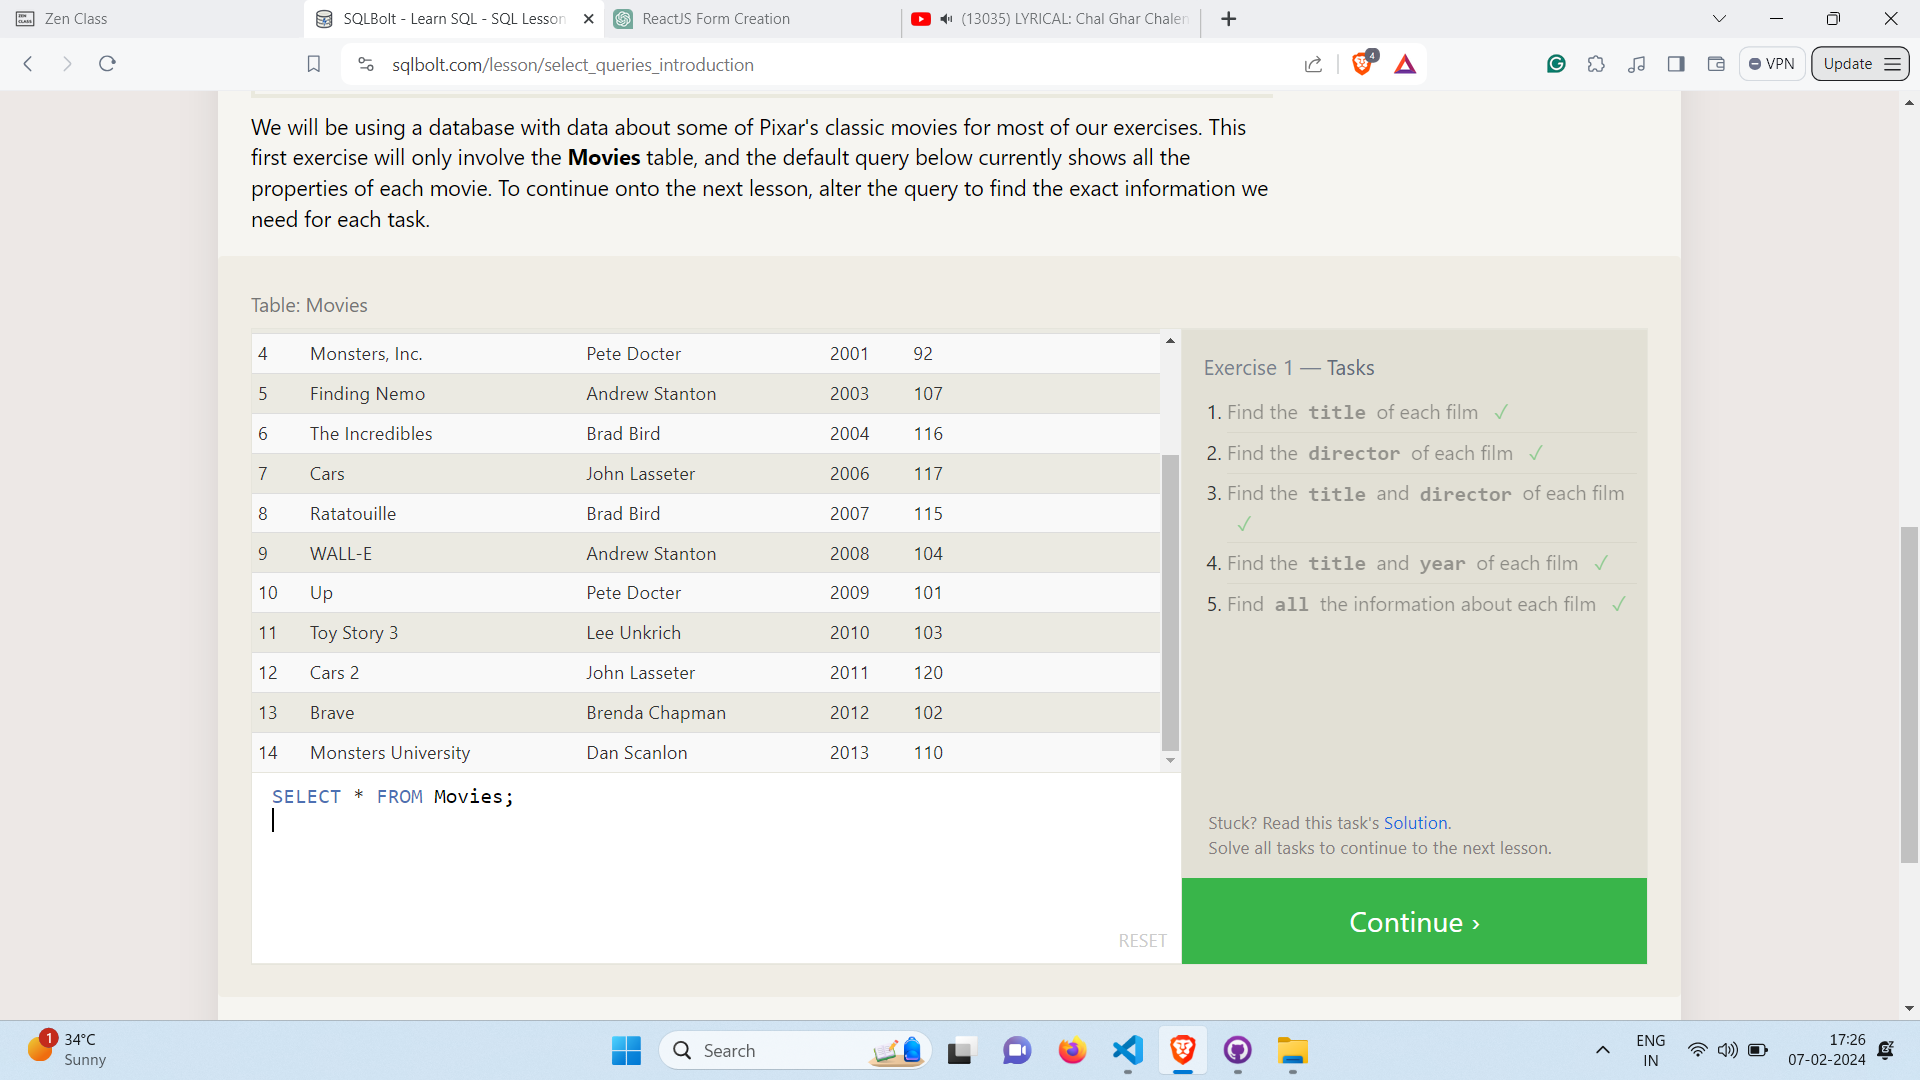 Zen Class
SQLBolt - Learn SQL - SQL Lesson
ReactJS Form Creation
(13035) LYRICAL: Chal Ghar Chalen
sqlbolt.com/lesson/select_queries_introduction
4
VPN
Update
We will be using a database with data about some of Pixar's classic movies for most of our exercises. This
first exercise will only involve the Movies table, and the default query below currently shows all the
properties of each movie. To continue onto the next lesson, alter the query to find the exact information we
need for each task.
Table: Movies
4 Monsters, Inc. Pete Docter 2001 92
5 Finding Nemo Andrew Stanton 2003 107
6 The Incredibles Brad Bird 2004 116
7 Cars John Lasseter 2006 117
8 Ratatouille Brad Bird 2007 115
9 WALL-E Andrew Stanton 2008 104
10 Up Pete Docter 2009 101
11 Toy Story 3 Lee Unkrich 2010 103
12 Cars 2 John Lasseter 2011 120
13 Brave Brenda Chapman 2012 102
14 Monsters University Dan Scanlon 2013 110
SELECT * FROM Movies;
RESET
Exercise 1 — Tasks
1. Find the title of each film ✓
2. Find the director of each film ✓
3. Find the title and director of each film
✓
4. Find the title and year of each film ✓
5. Find all the information about each film ✓
Stuck? Read this task's Solution.
Solve all tasks to continue to the next lesson.
Continue ›
1
34°C
Sunny
Search
ENG
IN
17:26
07-02-2024